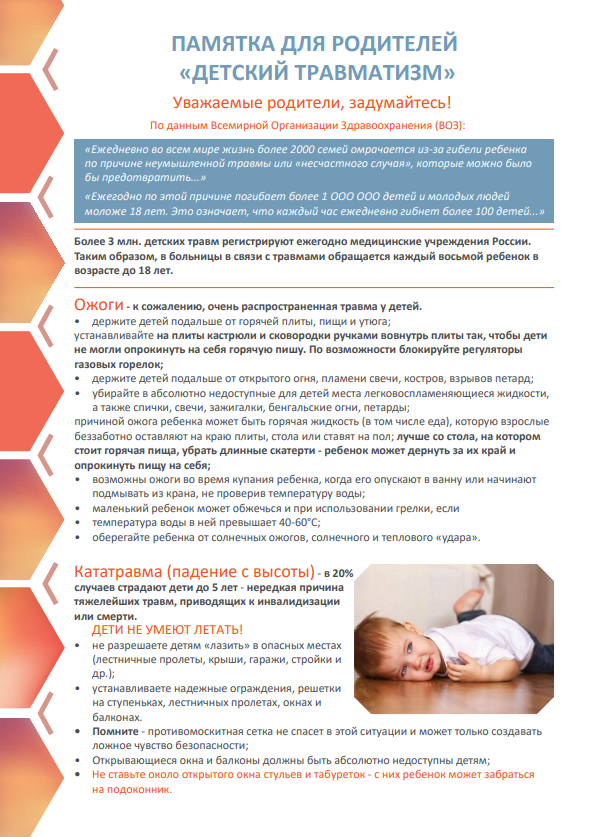 ПАМЯТКА ДЛЯ РОДИТЕЛЕЙ
«ДЕТСКИЙ ТРАВМАТИЗМ»
Уважаемые родители, задумайтесь!
По данным Всемирной Организации Здравоохранения (ВОЗ):
«Ежедневно во всем мире жизнь более 2000 семей омрачается из-за гибели ребенка
по причине неумышленной травмы или «несчастного случая», которые можно было
бы предотвратить...»
«Ежегодно по этой причине погибает более 1 ООО ООО детей и молодых людей
моложе 18 лет. Это означает, что каждый час ежедневно гибнет более 100 детей...»
Более 3 млн. детских травм регистрируют ежегодно медицинские учреждения России.
Таким образом, в больницы в связи с травмами обращается каждый восьмой ребенок в
возрасте до 18 лет.
Ожоги - к сожалению, очень распространенная травма у детей.
• держите детей подальше от горячей плиты, пищи и утюга;
устанавливайте на плиты кастрюли и сковородки ручками вовнутрь плиты так, чтобы дети
не могли опрокинуть на себя горячую пишу. По возможности блокируйте регуляторы
газовых горелок;
• держите детей подальше от открытого огня, пламени свечи, костров, взрывов петард;
• убирайте в абсолютно недоступные для детей места легковоспламеняющиеся жидкости,
а также спички, свечи, зажигалки, бенгальские огни, петарды;
причиной ожога ребенка может быть горячая жидкость (в том числе еда), которую взрослые
беззаботно оставляют на краю плиты, стола или ставят на пол; лучше со стола, на котором
стоит горячая пища, убрать длинные скатерти - ребенок может дернуть за их край и
опрокинуть пищу на себя;
• возможны ожоги во время купания ребенка, когда его опускают в ванну или начинают
подмывать из крана, не проверив температуру воды;
• маленький ребенок может обжечься и при использовании грелки, если
• температура воды в ней превышает 40-60°С;
• оберегайте ребенка от солнечных ожогов, солнечного и теплового «удара».
Кататравма (падение с высоты) - в 20%
случаев страдают дети до 5 лет - нередкая причина
тяжелейших травм, приводящих к инвалидизации
или смерти.
ДЕТИ НЕ УМЕЮТ ЛЕТАТЬ!
• не разрешаете детям «лазить» в опасных местах
(лестничные пролеты, крыши, гаражи, стройки и
др.);
• устанавливаете надежные ограждения, решетки
на ступеньках, лестничных пролетах, окнах и
балконах.
• Помните - противомоскитная сетка не спасет в этой ситуации и может только создавать
ложное чувство безопасности;
• Открывающиеся окна и балконы должны быть абсолютно недоступны детям;
• Не ставьте около открытого окна стульев и табуреток - с них ребенок может забраться
на подоконник.